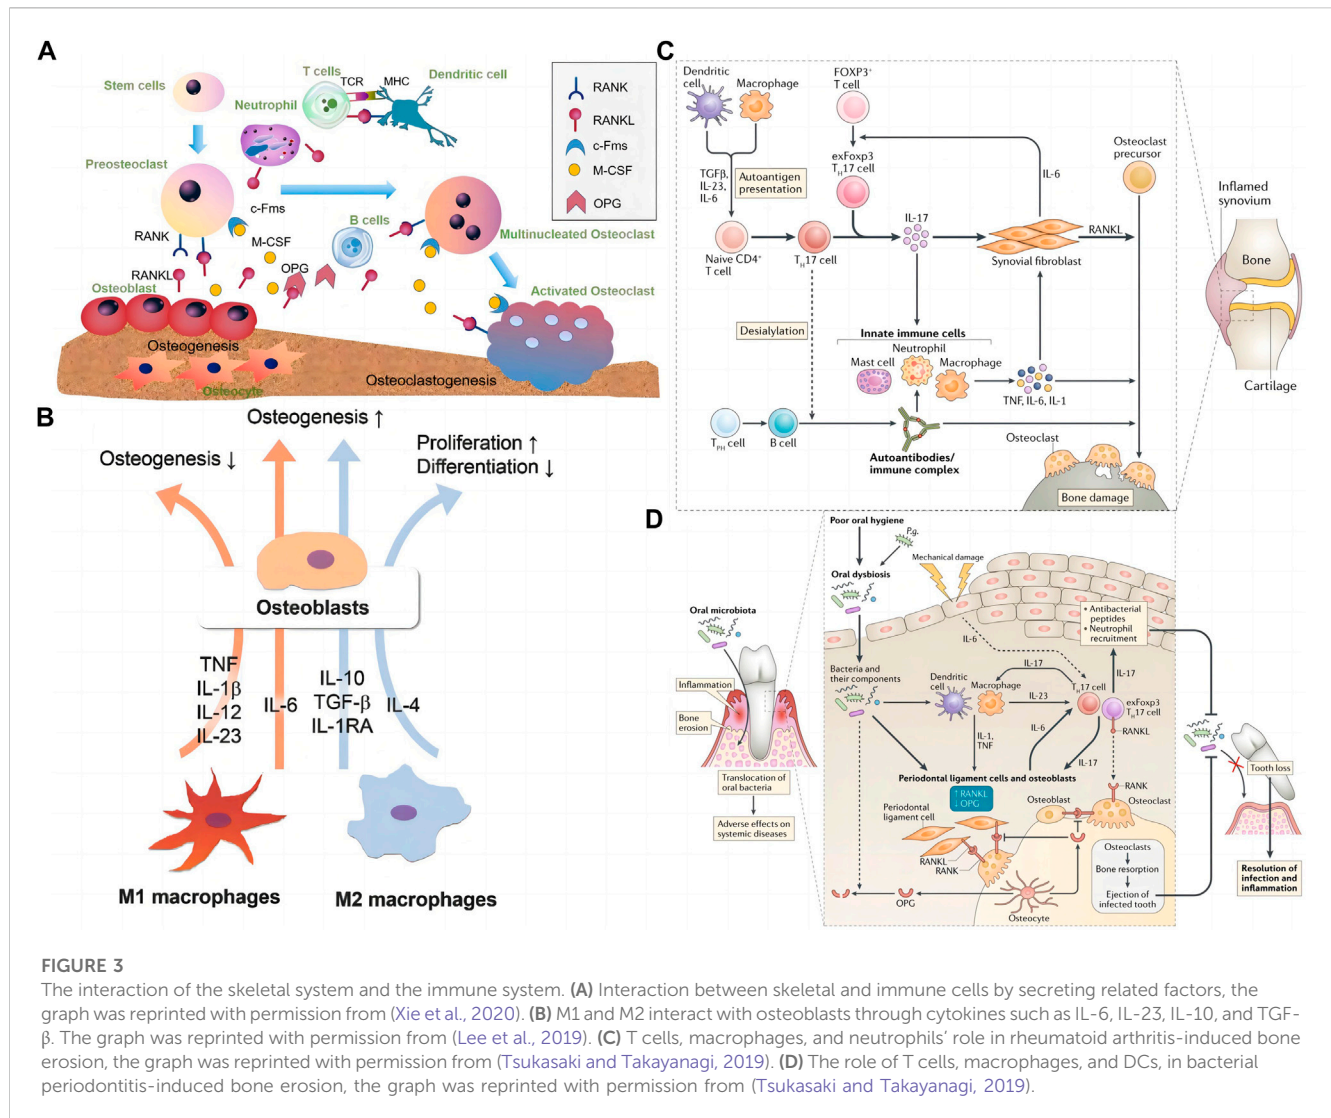 A
Stem cells
T cells
TCR
MHC
Dendritic cell
Neutrophil
Preosteoclast
c-Fms
RANK
M-CSF
B cells
Multinucleated Osteoclast
RANKL
OPG
Osteoblast
Activated Osteoclast
Osteogenesis
Osteocyte
Osteoclastogenesis
RANK
RANKL
c-Fms
M-CSF
OPG
B
Osteogenesis ↓
Osteogenesis ↑
Proliferation ↑
Differentiation ↓
Osteoblasts
TNF
IL-1β
IL-12
IL-23
IL-6
IL-10
TGF-β
IL-1RA
IL-4
M1 macrophages
M2 macrophages
C
Dendritic
cell
Macrophage
FOXP3⁺
T cell
Osteoclast
precursor
TGFβ,
IL-23,
IL-6
Autoantigen
presentation
exFoxp3
TH17 cell
IL-6
IL-17
RANKL
Naive CD4⁺
T cell
TH17 cell
Synovial fibroblast
Inflamed
synovium
Bone
Cartilage
Desialylation
Innate immune cells
Neutrophil
Mast cell
Macrophage
TNF, IL-6, IL-1
TPH cell
B cell
Autoantibodies/
immune complex
Osteoclast
Bone damage
D
Poor oral hygiene
P.g.
Oral dysbiosis
Mechanical damage
Oral microbiota
Inflammation
Bone
erosion
Translocation of
oral bacteria
Adverse effects on
systemic diseases
Bacteria and
their components
Dendritic
cell
Macrophage
IL-6
IL-17
IL-23
TH17 cell
IL-17
exFoxp3
TH17 cell
RANKL
• Antibacterial
peptides
• Neutrophil
recruitment
IL-1,
TNF
IL-6
IL-17
Periodontal ligament cells and osteoblasts
↑RANKL
↓OPG
Periodontal
ligament cell
RANKL
RANK
Osteoblast
RANK
Osteoclast
OPG
Osteocyte
Osteoclasts
Bone resorption
Ejection of
infected tooth
Tooth loss
Resolution of
infection and
inflammation
FIGURE 3
The interaction of the skeletal system and the immune system. (A) Interaction between skeletal and immune cells by secreting related factors, the
graph was reprinted with permission from (Xie et al., 2020). (B) M1 and M2 interact with osteoblasts through cytokines such as IL-6, IL-23, IL-10, and TGF-
β. The graph was reprinted with permission from (Lee et al., 2019). (C) T cells, macrophages, and neutrophils' role in rheumatoid arthritis-induced bone
erosion, the graph was reprinted with permission from (Tsukasaki and Takayanagi, 2019). (D) The role of T cells, macrophages, and DCs, in bacterial
periodontitis-induced bone erosion, the graph was reprinted with permission from (Tsukasaki and Takayanagi, 2019).